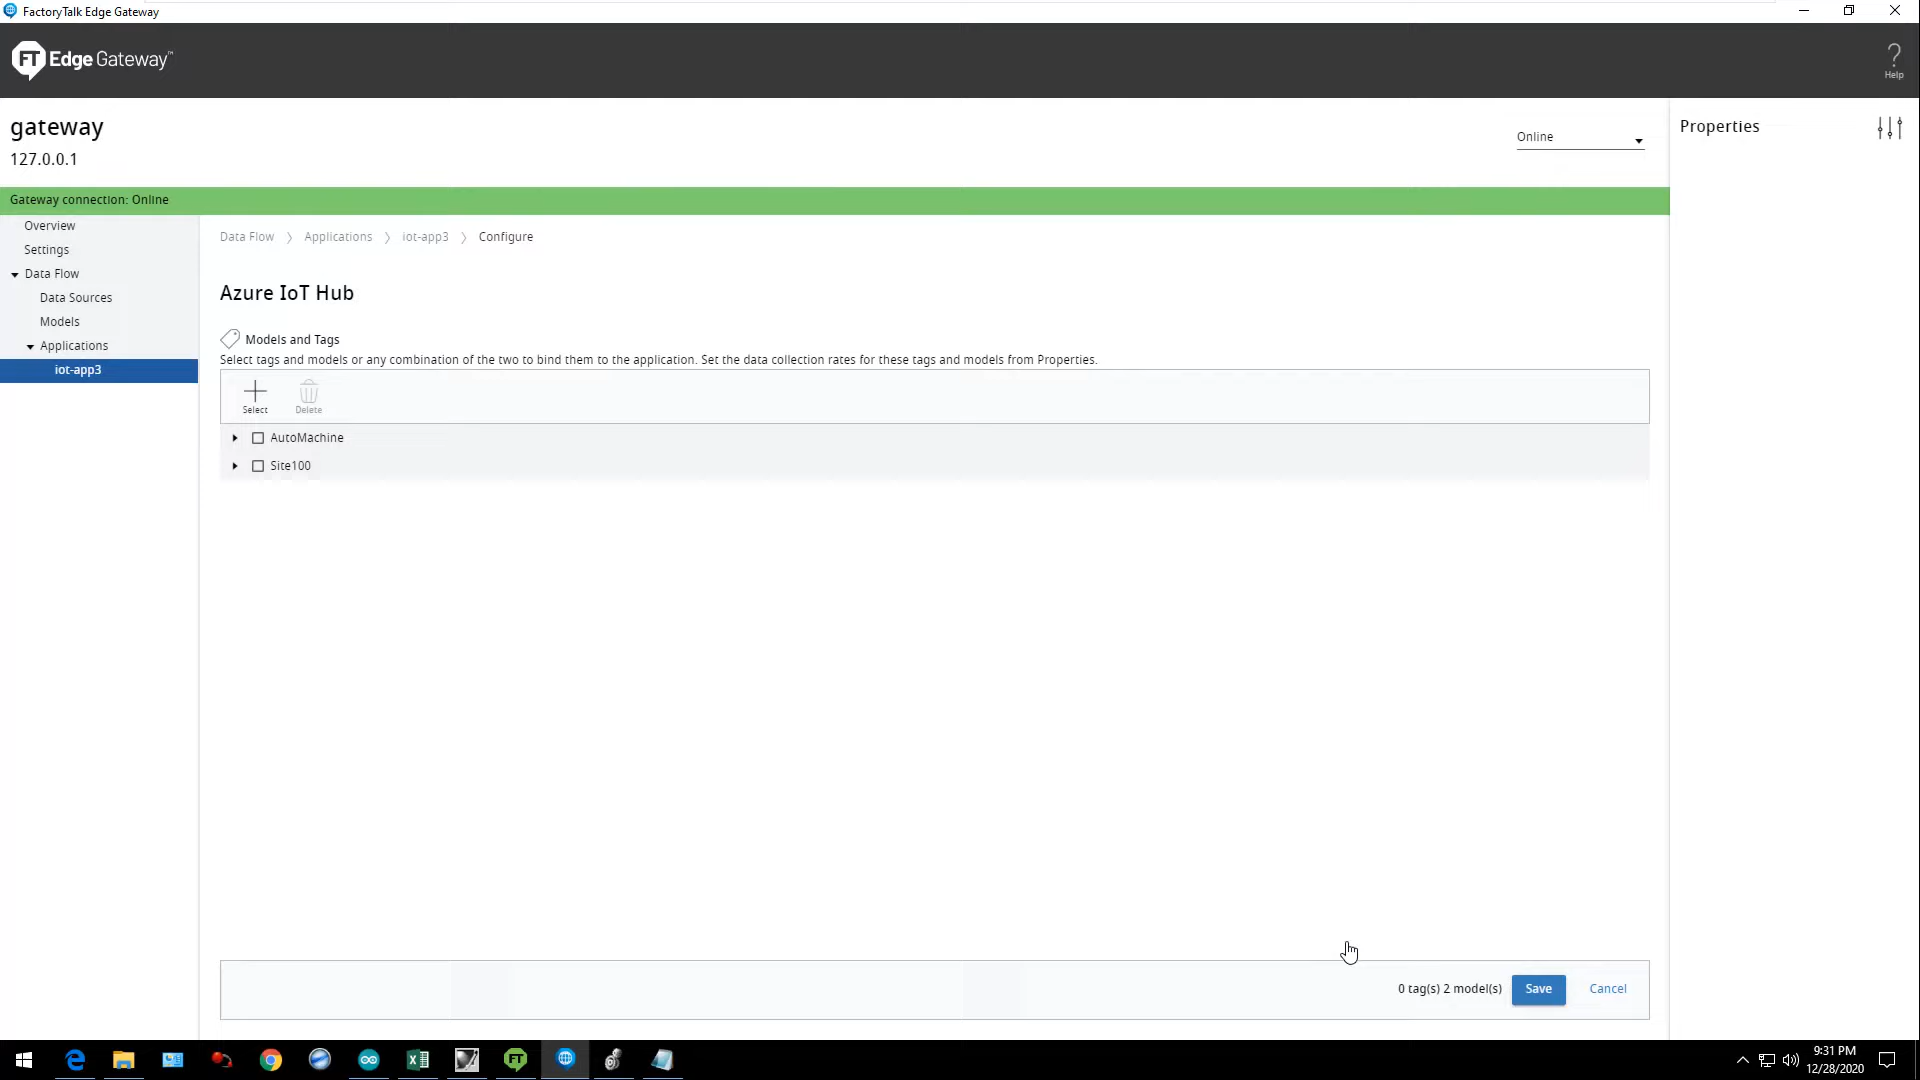 FactoryTalk Edge Gateway
FT Edge Gateway™
Help
gateway
127.0.0.1
Online
Properties
Gateway connection: Online
Overview
Settings
Data Flow
Data Sources
Models
Applications
iot-app3
Data Flow > Applications > iot-app3 > Configure
Azure IoT Hub
Models and Tags
Select tags and models or any combination of the two to bind them to the application. Set the data collection rates for these tags and models from Properties.
Select Delete
AutoMachine
Site100
0 tag(s) 2 model(s) Save Cancel
FT
9:31 PM
12/28/2020